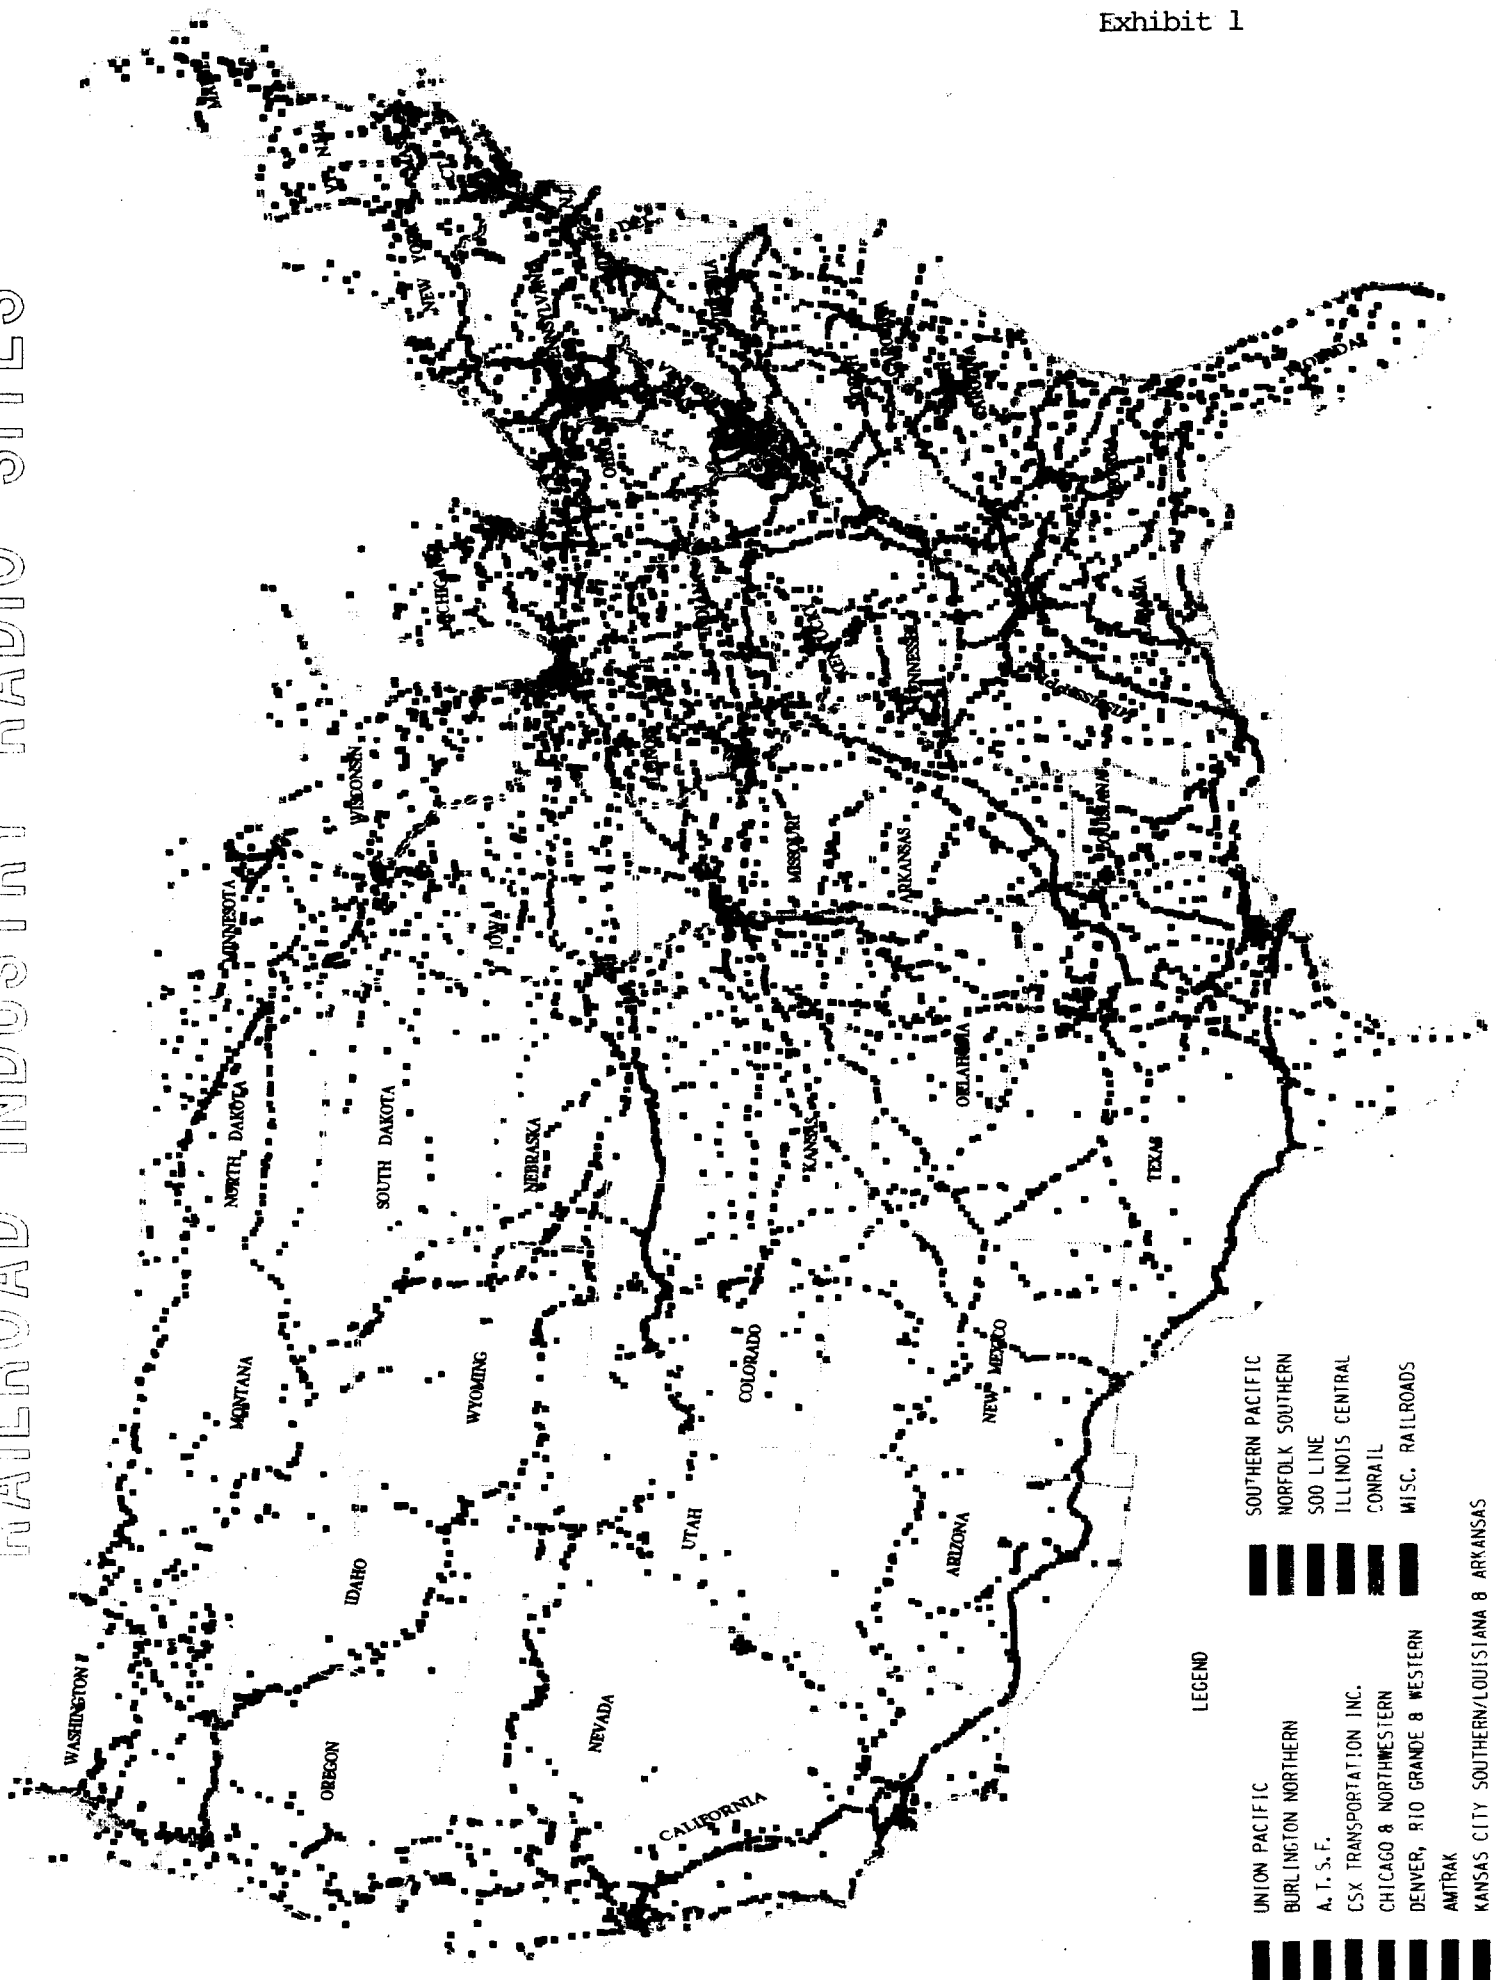 Exhibit 1
RAILROAD INDUSTRY RADIO SITES
WASHINGTON
OREGON
CALIFORNIA
NEVADA
IDAHO
MONTANA
WYOMING
UTAH
ARIZONA
COLORADO
NEW MEXICO
NORTH DAKOTA
SOUTH DAKOTA
NEBRASKA
KANSAS
OKLAHOMA
TEXAS
MINNESOTA
IOWA
MISSOURI
ARKANSAS
LOUISIANA
WISCONSIN
ILLINOIS
MICHIGAN
INDIANA
KENTUCKY
TENNESSEE
MISSISSIPPI
OHIO
GEORGIA
FLORIDA
NORTH CAROLINA
CAROLINA
PENNSYLVANIA
NEW YORK
VT.
N.H.
MASS
CT.
N.J.
LEGEND
UNION PACIFIC
BURLINGTON NORTHERN
A.T.S.F.
CSX TRANSPORTATION INC.
CHICAGO & NORTHWESTERN
DENVER, RIO GRANDE & WESTERN
AMTRAK
KANSAS CITY SOUTHERN/LOUISIANA & ARKANSAS
SOUTHERN PACIFIC
NORFOLK SOUTHERN
SOO LINE
ILLINOIS CENTRAL
CONRAIL
MISC. RAILROADS